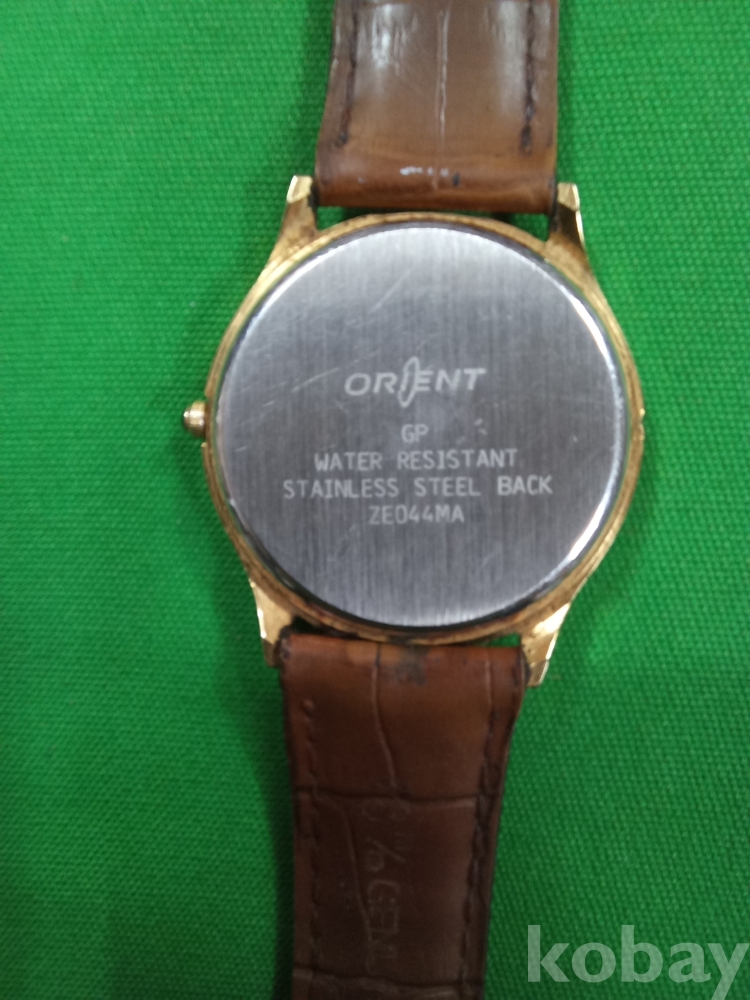 ORIENT
GP
WATER RESISTANT
STAINLESS STEEL BACK
ZE044MA
kobay